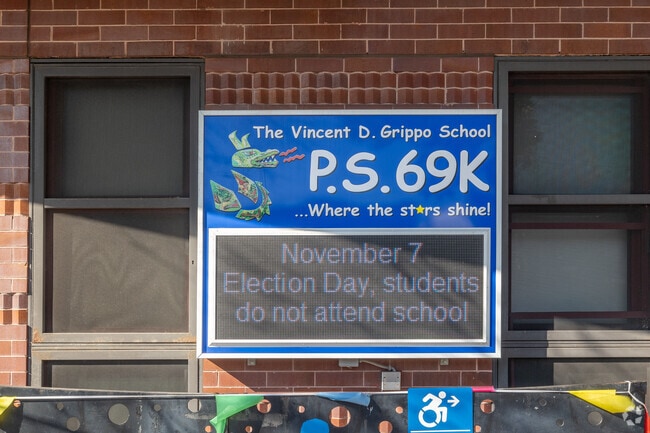 The Vincent D. Grippo School
P.S.69K
...Where the stars shine!
November 7
Election Day, students
do not attend school